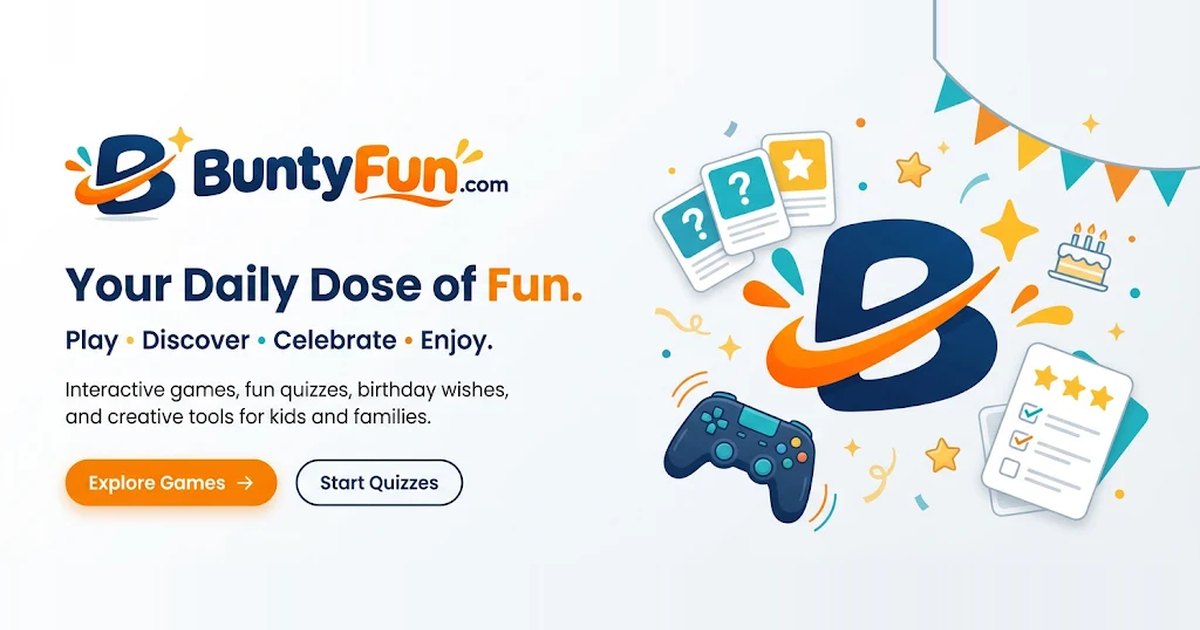 B BuntyFun.com
Your Daily Dose of Fun.
Play • Discover • Celebrate • Enjoy.
Interactive games, fun quizzes, birthday wishes,
and creative tools for kids and families.
Explore Games →
Start Quizzes
? ?
B